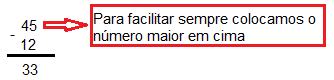 45
- 12
33
Para facilitar sempre colocamos o
número maior em cima